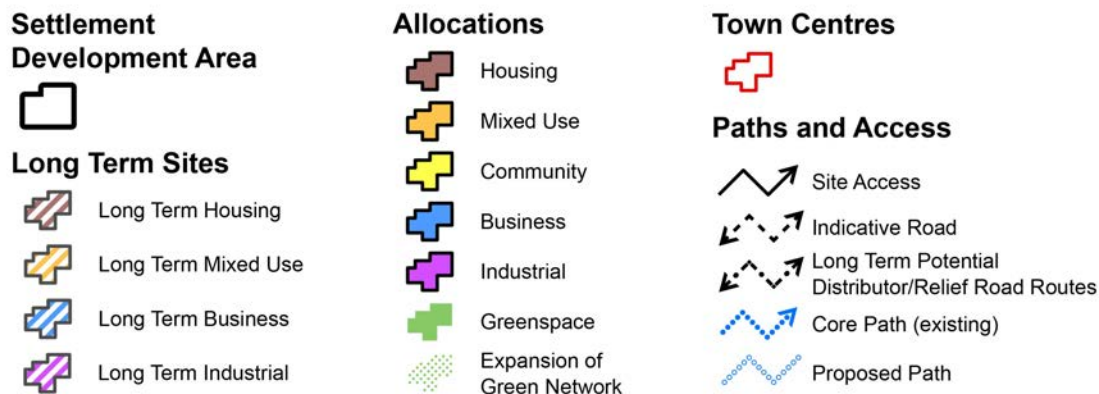 Settlement
Development Area
Long Term Sites
Long Term Housing
Long Term Mixed Use
Long Term Business
Long Term Industrial
Allocations
Housing
Mixed Use
Community
Business
Industrial
Greenspace
Expansion of
Green Network
Town Centres
Paths and Access
Site Access
Indicative Road
Long Term Potential
Distributor/Relief Road Routes
Core Path (existing)
Proposed Path